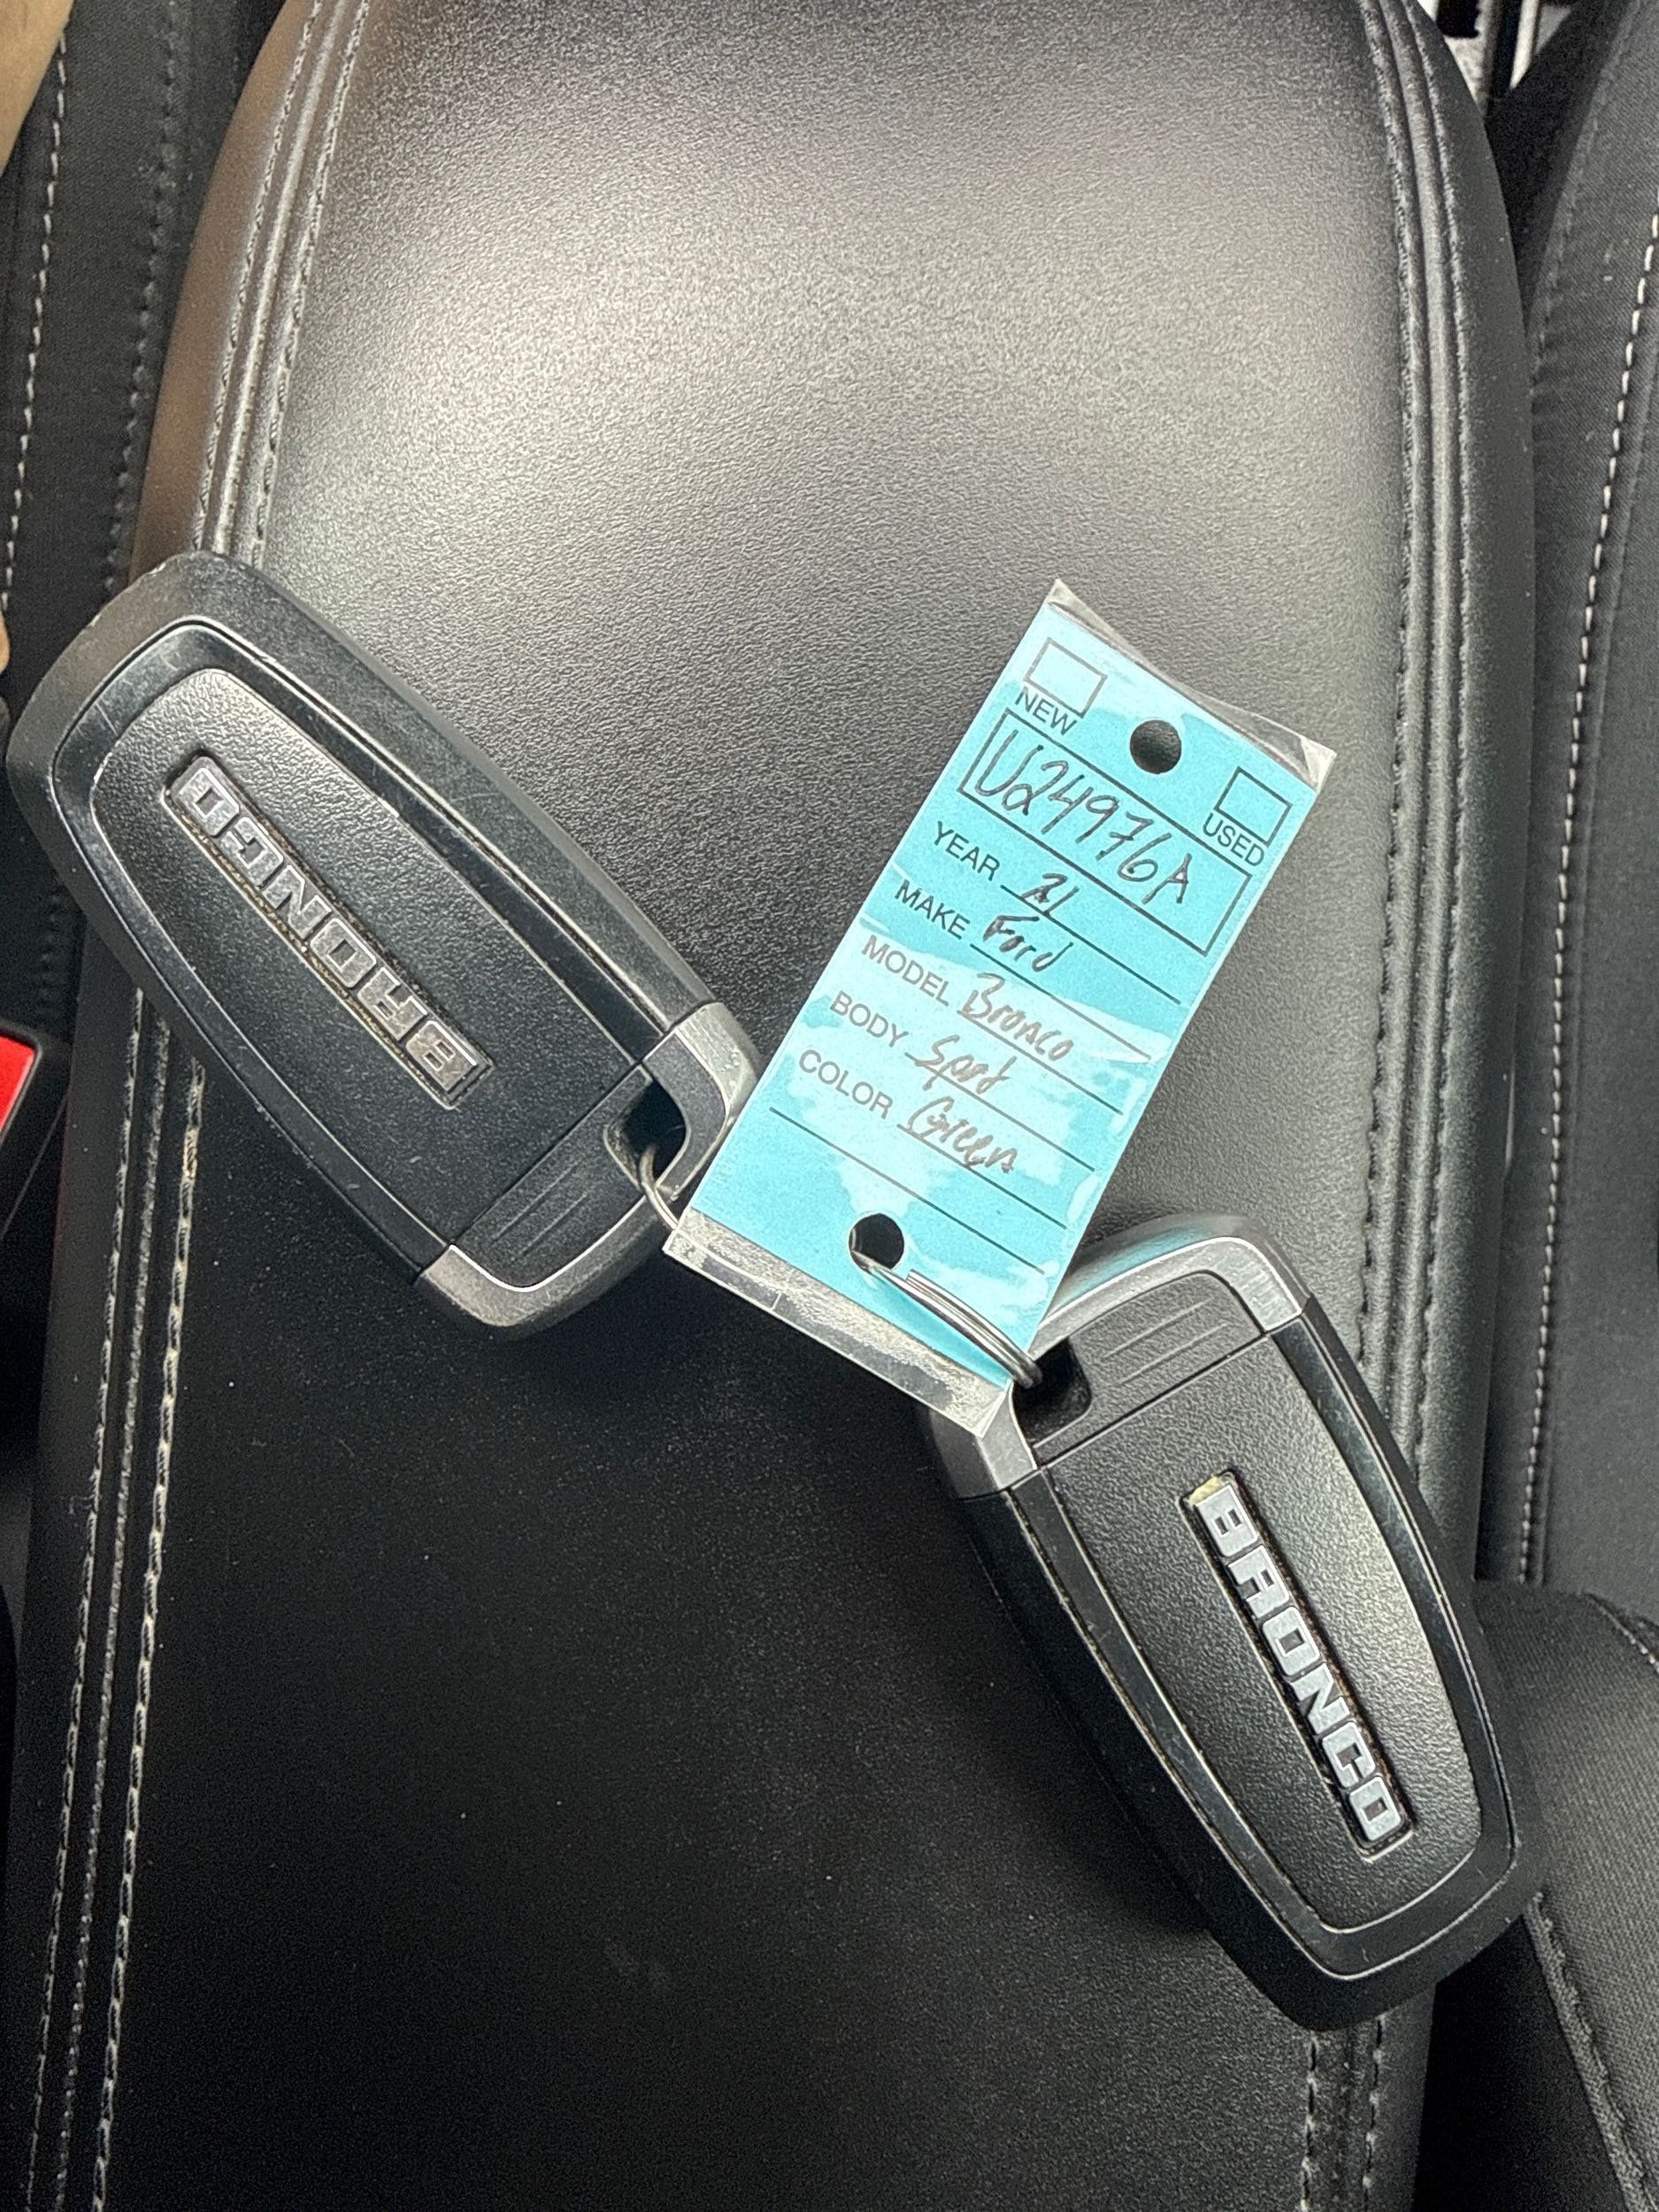 NEW
USED
U24976A
YEAR 21
MAKE Ford
MODEL Bronco
BODY Sport
COLOR Green
BRONCO
BRONCO